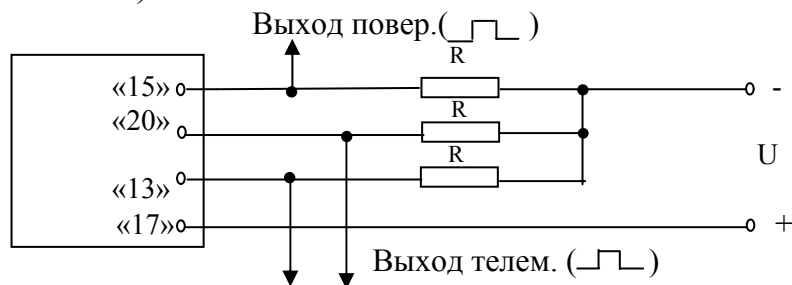 Выход повер.( )
R
«15» -
«20»
R
U
R
«13»
«17» +
Выход телем. ( )